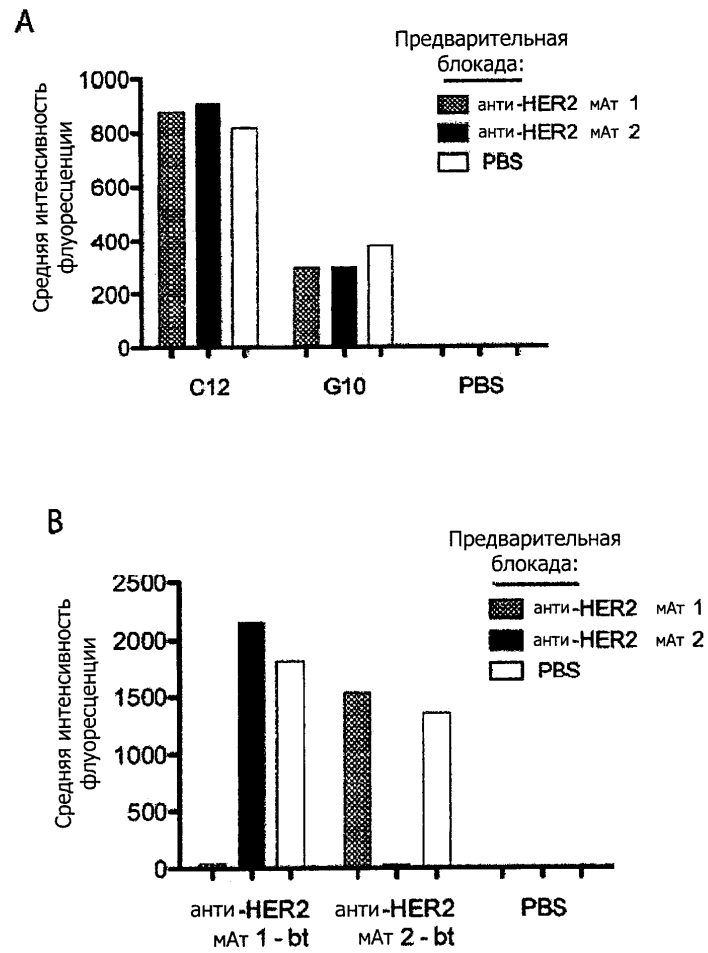 A
Предварительная
блокада:
анти-HER2 мАт 1
анти-HER2 мАт 2
PBS
Средняя интенсивность
флуоресценции
1000
800
600
400
200
0
C12 G10 PBS
B
Предварительная
блокада:
анти-HER2 мАт 1
анти-HER2 мАт 2
PBS
Средняя интенсивность
флуоресценции
2500
2000
1500
1000
500
0
анти-HER2 анти-HER2 PBS
мАт 1-bt мАт 2-bt